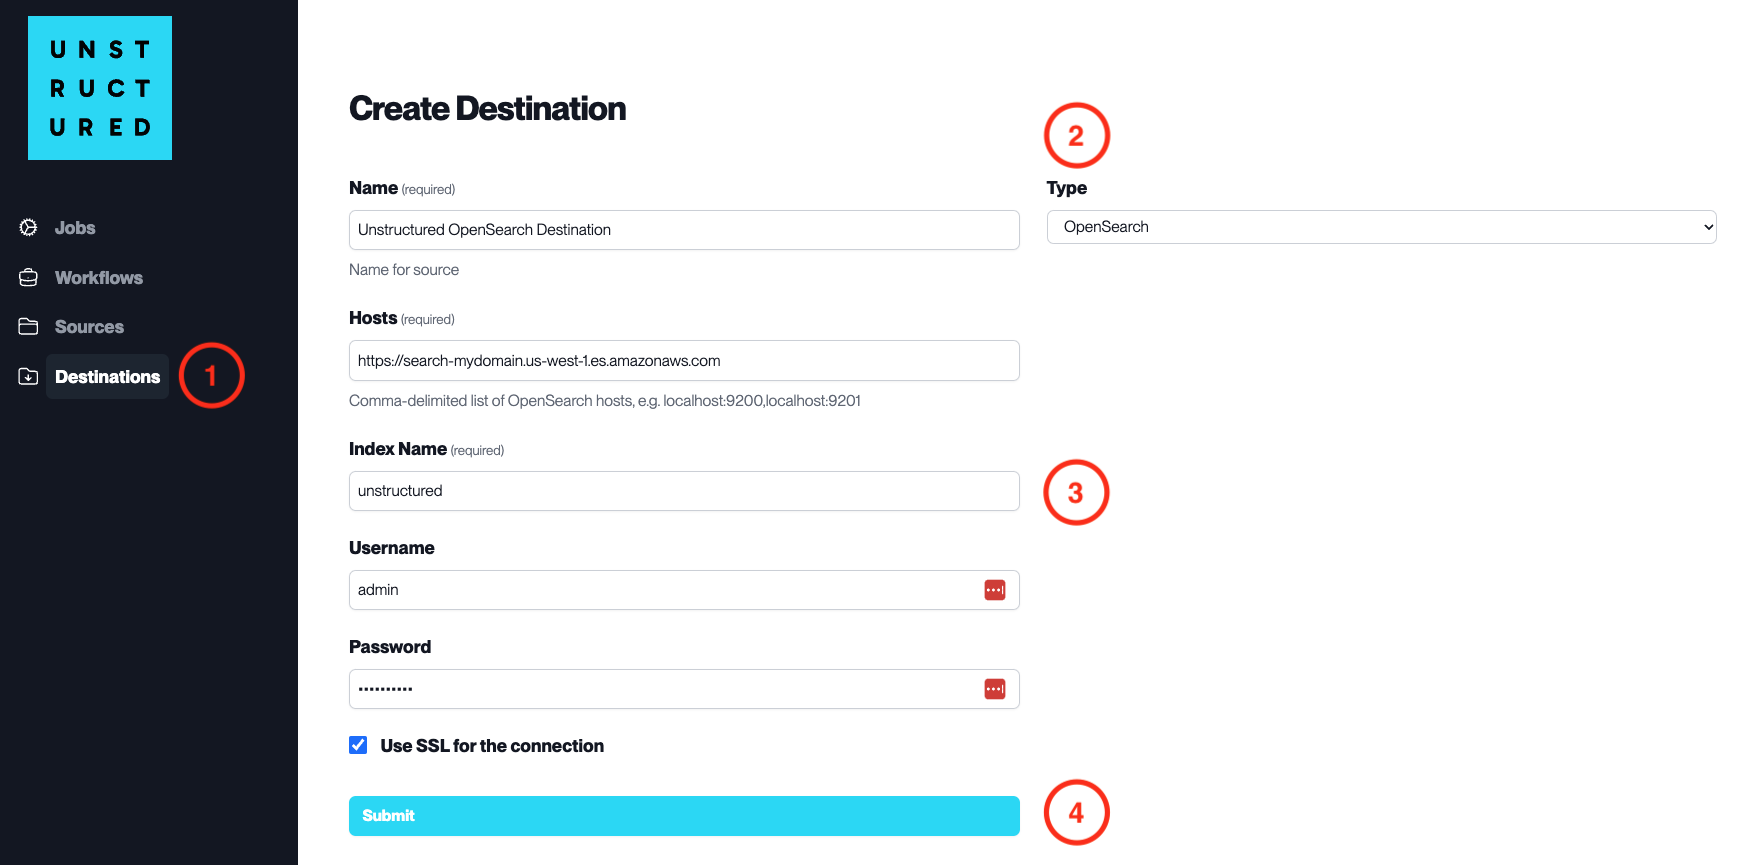 UNST
RUCT
URED
Jobs
Workflows
Sources
Destinations
1
Create Destination
2
Name (required)
Type
Unstructured OpenSearch Destination
OpenSearch
Name for source
Hosts (required)
https://search-mydomain.us-west-1.es.amazonaws.com
Comma-delimited list of OpenSearch hosts, e.g. localhost:9200,localhost:9201
Index Name (required)
unstructured
3
Username
admin
Password
••••••••••
Use SSL for the connection
Submit
4